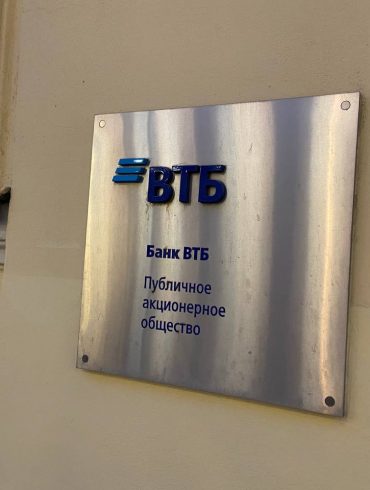 ВТБ
Банк ВТБ
Публичное
акционерное
общество